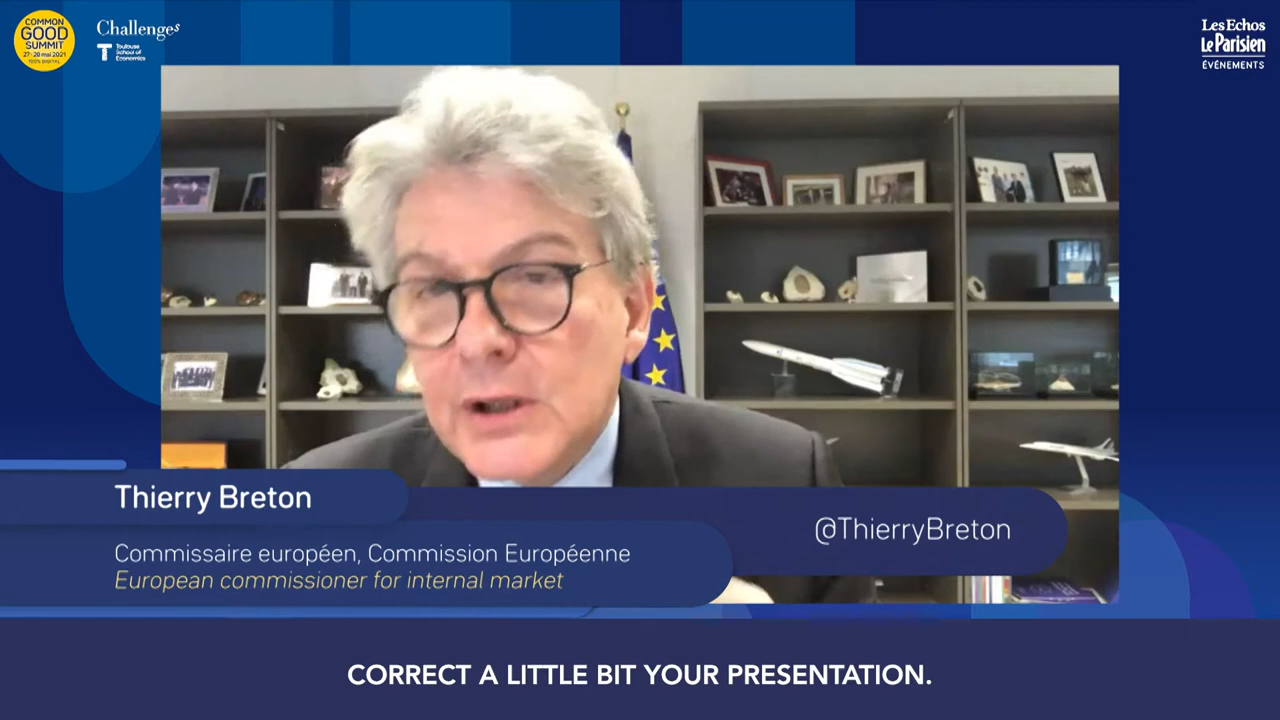 COMMON
GOOD
SUMMIT
27-28 mai 2021
100% DIGITAL
Challenges
Toulouse
School of
Economics
Les Echos
Le Parisien
ÉVÉNEMENTS
Thierry Breton
@ThierryBreton
Commissaire européen, Commission Européenne
European commissioner for internal market
CORRECT A LITTLE BIT YOUR PRESENTATION.